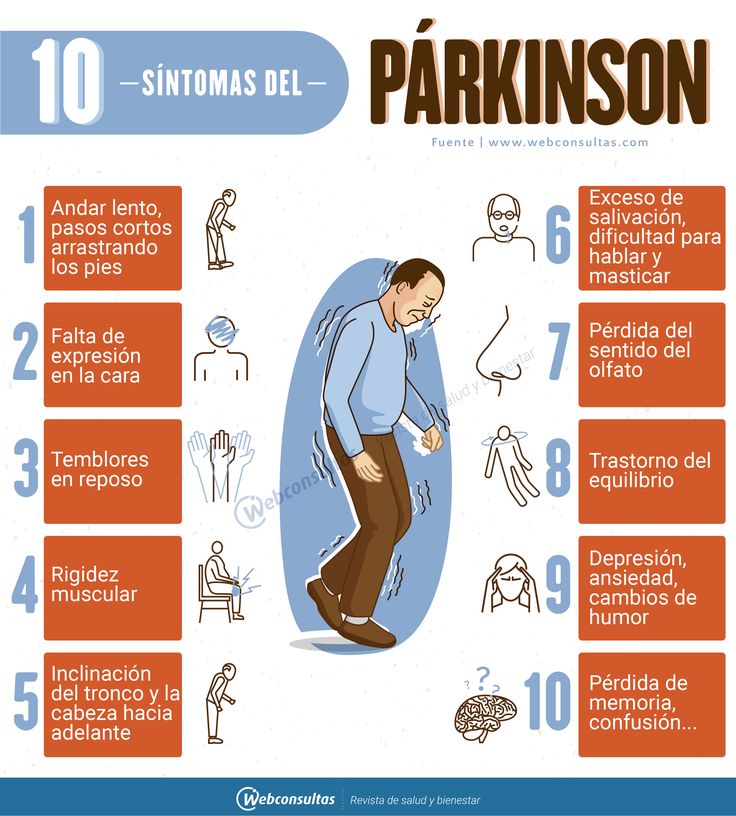 10 —SÍNTOMAS DEL— PÁRKINSON
Fuente | www.webconsultas.com
1
Andar lento,
pasos cortos
arrastrando
los pies
2
Falta de
expresión
en la cara
3
Temblores
en reposo
4
Rigidez
muscular
5
Inclinación
del tronco y la
cabeza hacia
adelante
6
Exceso de
salivación,
dificultad para
hablar y
masticar
7
Pérdida del
sentido del
olfato
8
Trastorno del
equilibrio
9
Depresión,
ansiedad,
cambios de
humor
? ? ?
10
Pérdida de
memoria,
confusión...
Webconsultas salud y bienestar
Webconsultas Revista de salud y bienestar